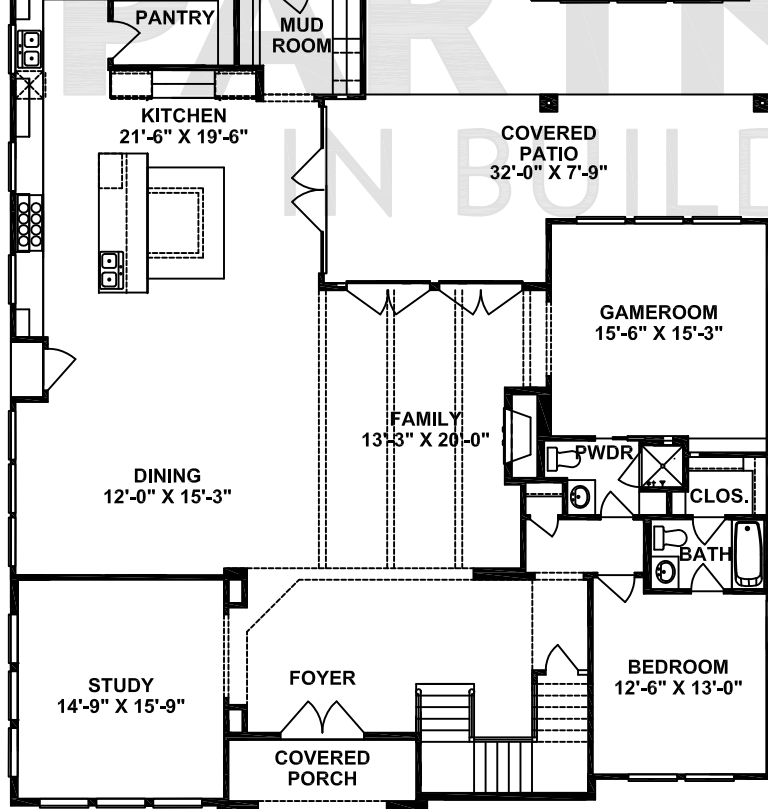 PARTN
IN BUILD
PANTRY
MUD
ROOM
KITCHEN
21'-6" X 19'-6"
COVERED
PATIO
32'-0" X 7'-9"
GAMEROOM
15'-6" X 15'-3"
FAMILY
13'-3" X 20'-0"
PWDR
DINING
12'-0" X 15'-3"
CLOS.
BATH
STUDY
14'-9" X 15'-9"
FOYER
BEDROOM
12'-6" X 13'-0"
COVERED
PORCH